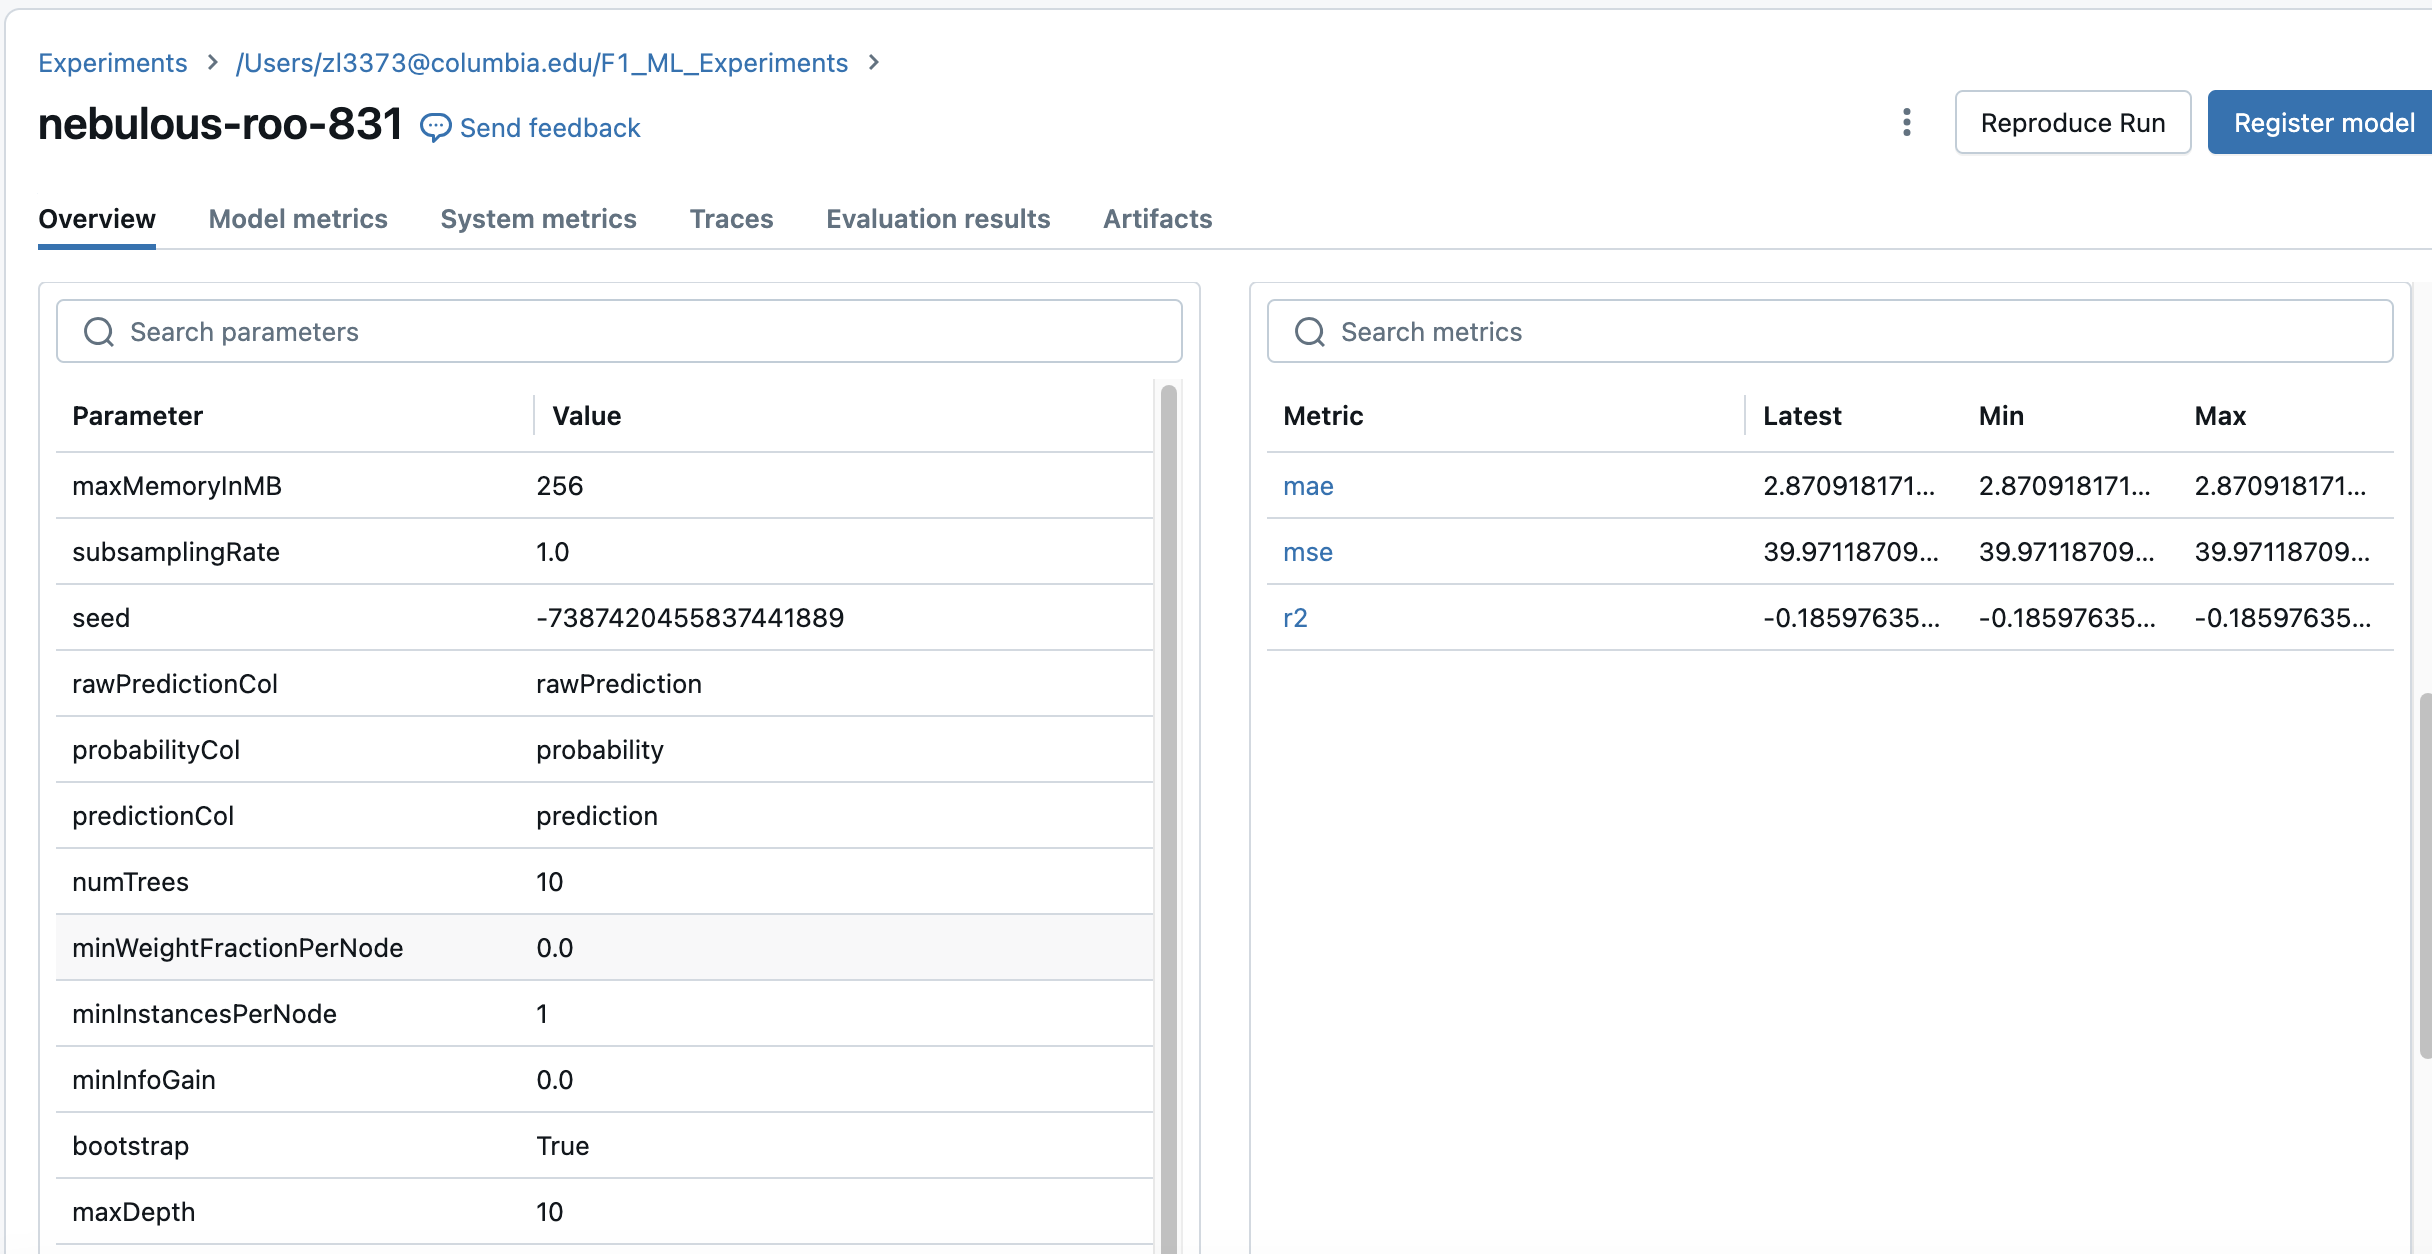 Experiments > /Users/zl3373@columbia.edu/F1_ML_Experiments >
nebulous-roo-831 Send feedback
Reproduce Run
Register model
Overview Model metrics System metrics Traces Evaluation results Artifacts
Search parameters
Parameter Value
maxMemoryInMB 256
subsamplingRate 1.0
seed -7387420455837441889
rawPredictionCol rawPrediction
probabilityCol probability
predictionCol prediction
numTrees 10
minWeightFractionPerNode 0.0
minInstancesPerNode 1
minInfoGain 0.0
bootstrap True
maxDepth 10
Search metrics
Metric Latest Min Max
mae 2.870918171... 2.870918171... 2.870918171...
mse 39.97118709... 39.97118709... 39.97118709...
r2 -0.18597635... -0.18597635... -0.18597635...